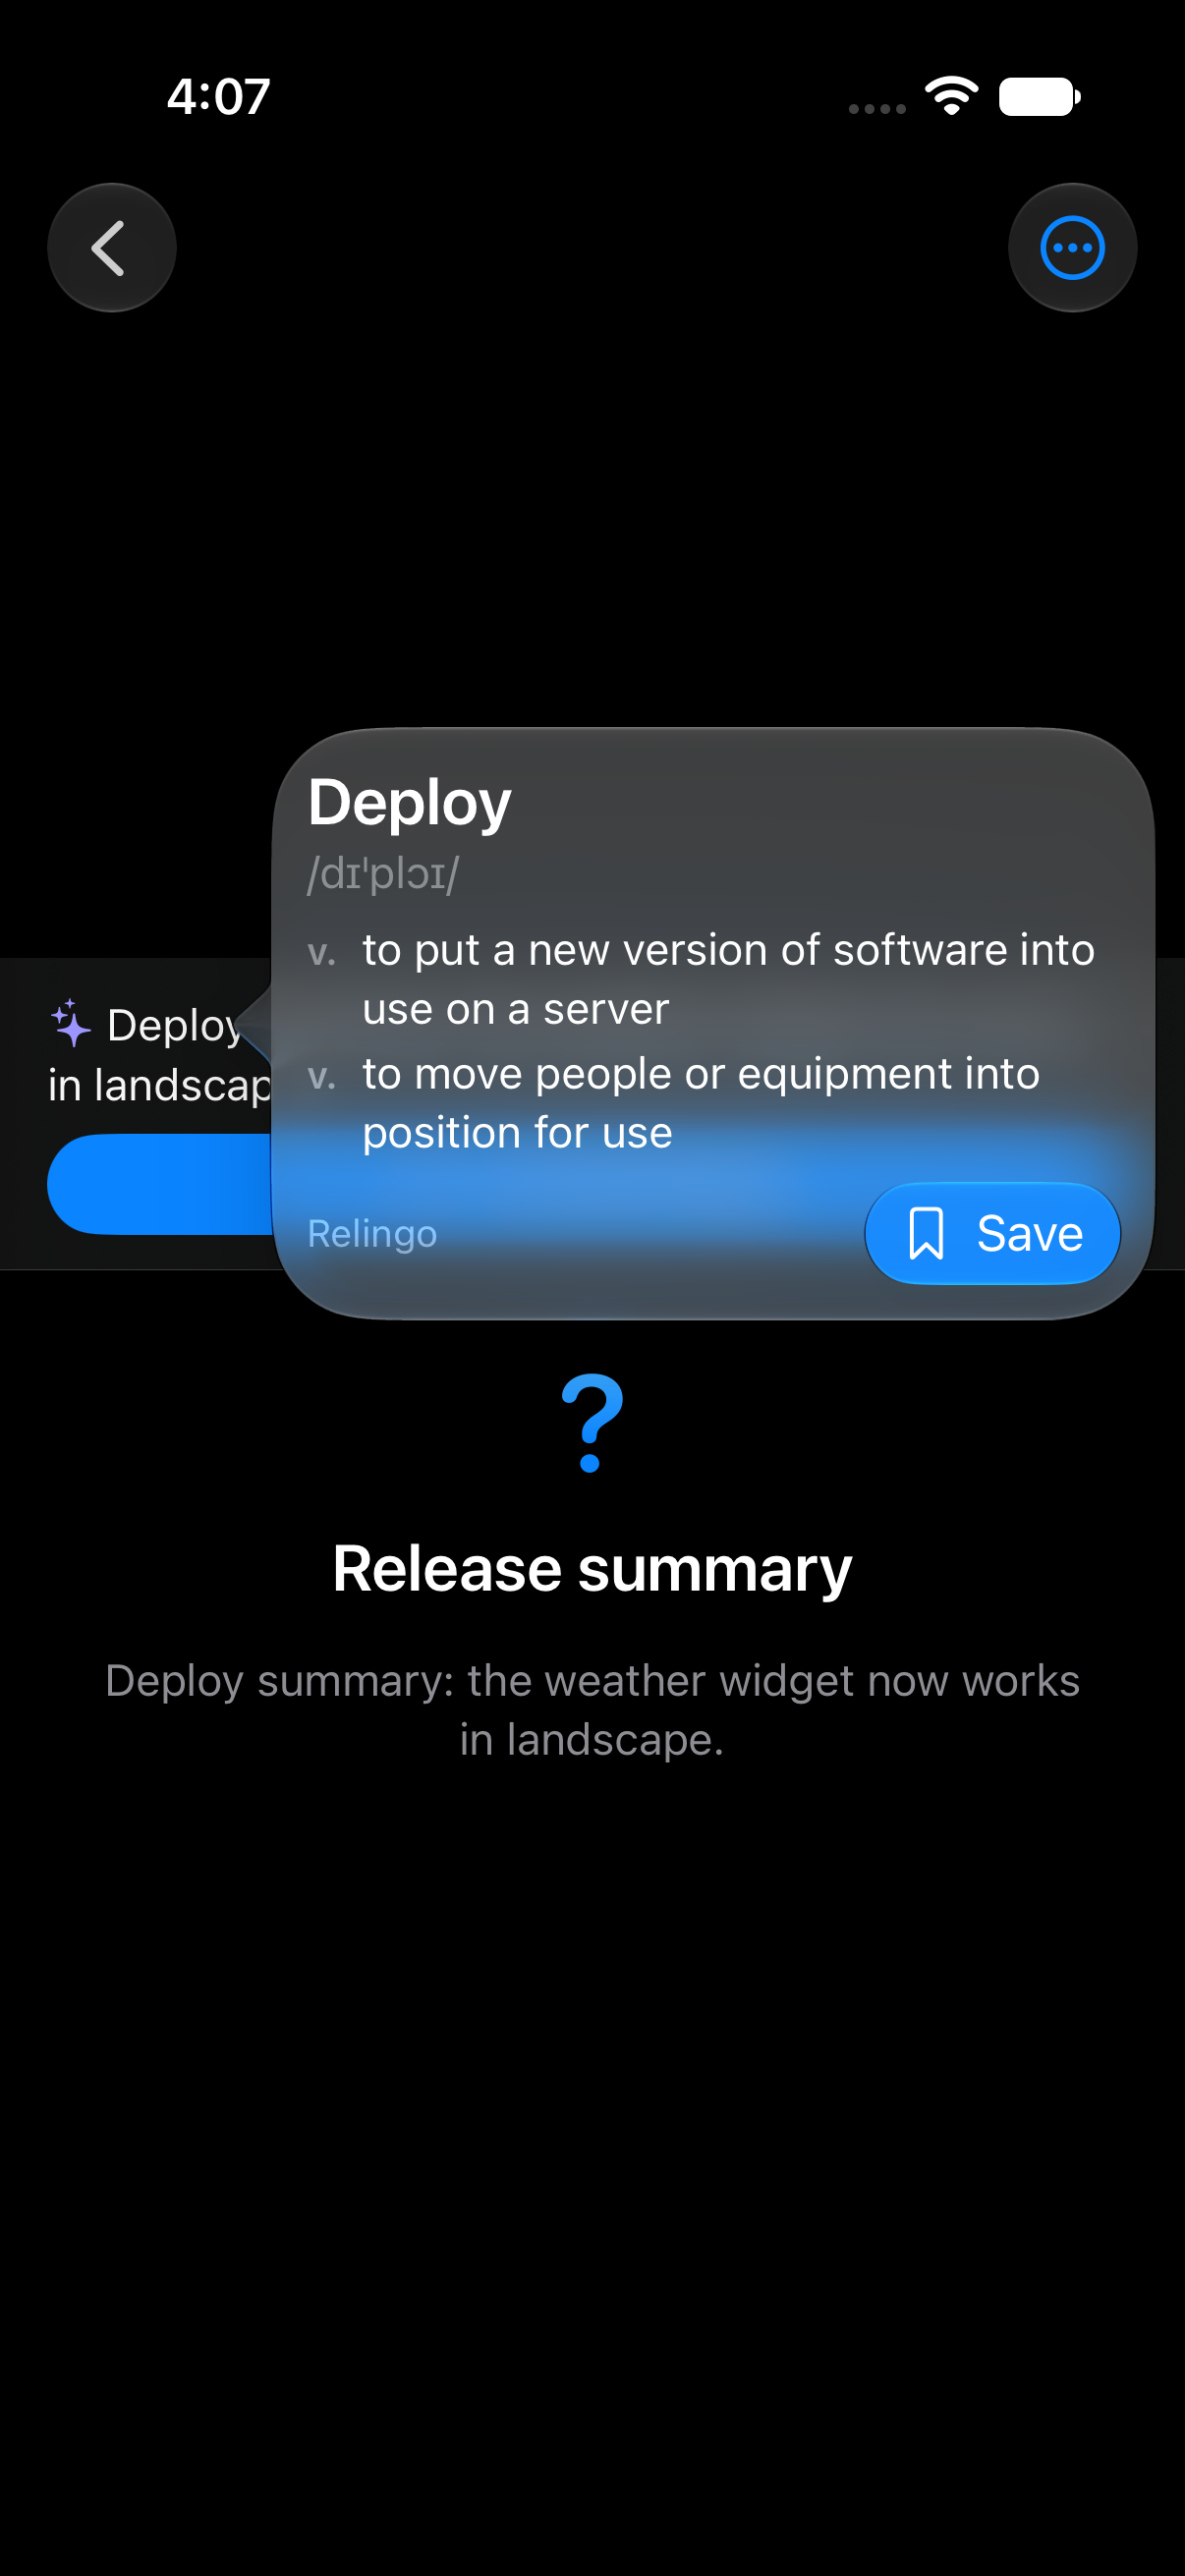 4:07
Deploy
/dɪˈplɔɪ/
v. to put a new version of software into
use on a server
v. to move people or equipment into
position for use
Relingo
Save
Deploy
in landscap
Release summary
Deploy summary: the weather widget now works
in landscape.